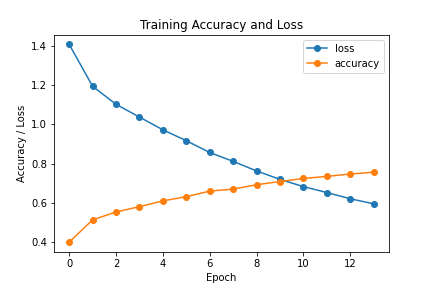 Training Accuracy and Loss
loss
accuracy
1.4
1.2
1.0
0.8
0.6
0.4
Accuracy / Loss
0 2 4 6 8 10 12
Epoch